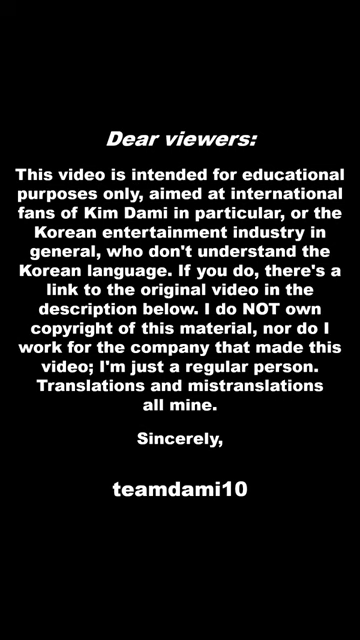 Dear viewers:
This video is intended for educational
purposes only, aimed at international
fans of Kim Dami in particular, or the
Korean entertainment industry in
general, who don't understand the
Korean language. If you do, there's a
link to the original video in the
description below. I do NOT own
copyright of this material, nor do I
work for the company that made this
video; I'm just a regular person.
Translations and mistranslations
all mine.
Sincerely,
teamdami10